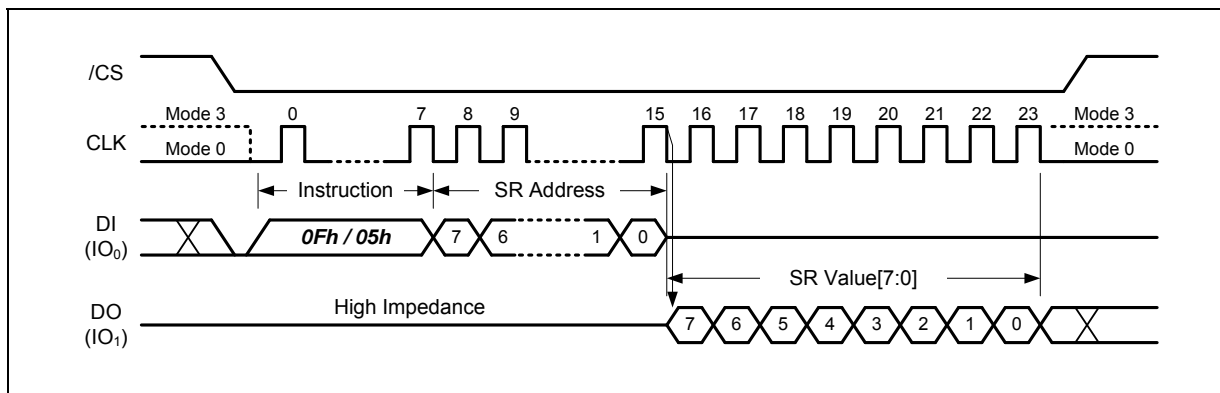 /CS
Mode 3 0 7 8 9 15 16 17 18 19 20 21 22 23 Mode 3
CLK
Mode 0 Mode 0
Instruction SR Address
DI
(IO₀)
0Fh / 05h 7 6 1 0
SR Value[7:0]
High Impedance
DO
(IO₁)
7 6 5 4 3 2 1 0